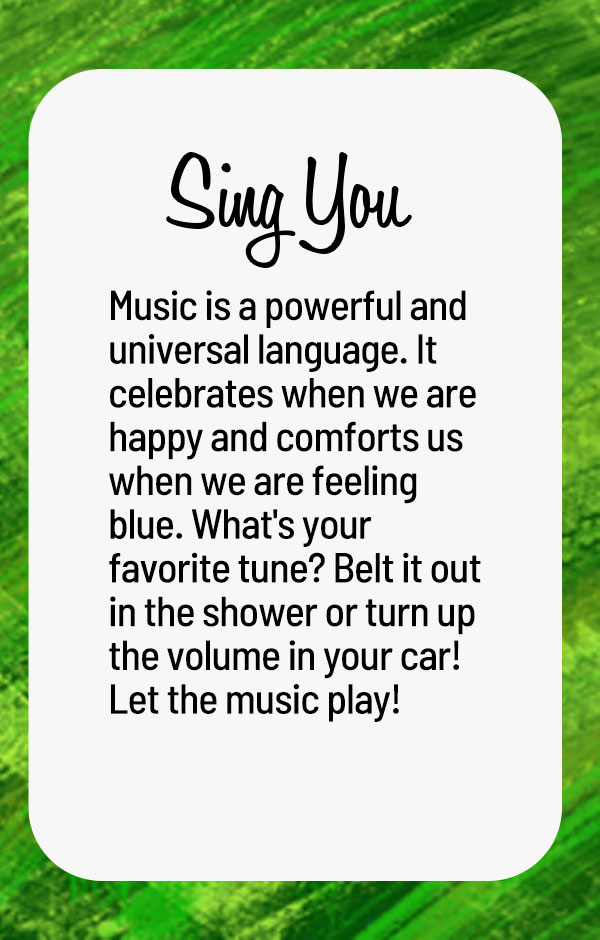 Sing You
Music is a powerful and
universal language. It
celebrates when we are
happy and comforts us
when we are feeling
blue. What's your
favorite tune? Belt it out
in the shower or turn up
the volume in your car!
Let the music play!